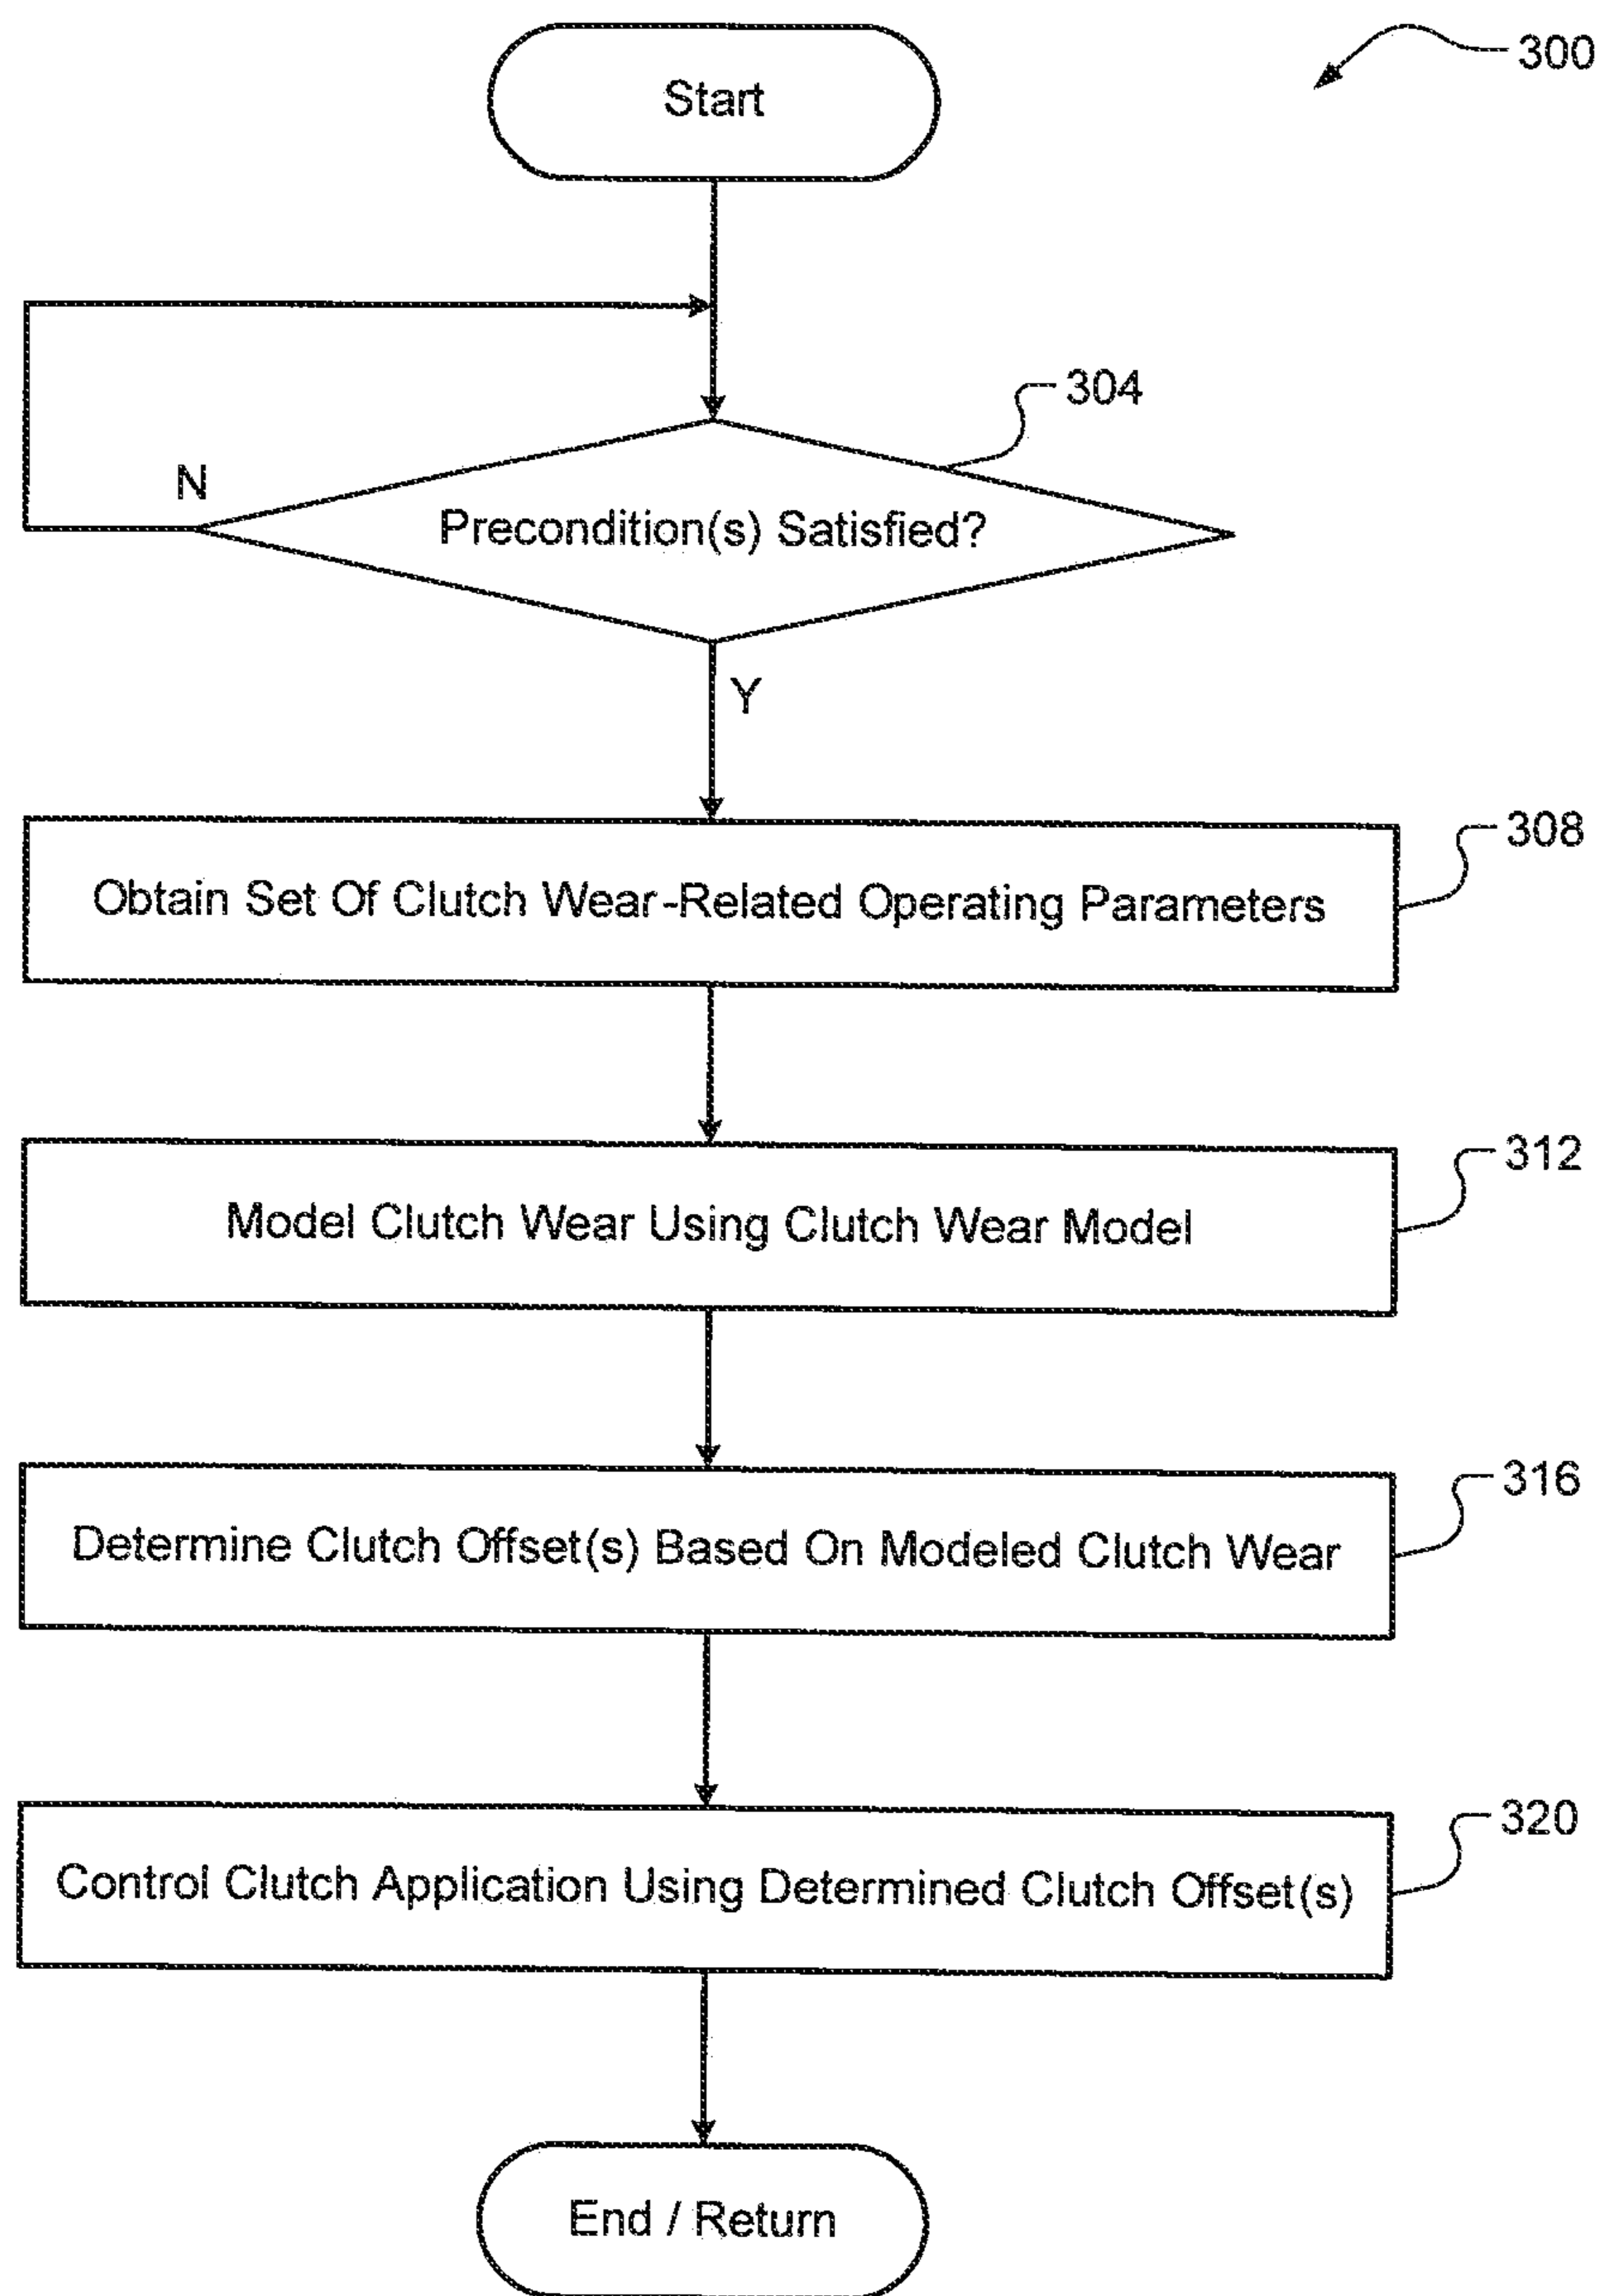 300
Start
304
N
Precondition(s) Satisfied?
Y
308
Obtain Set Of Clutch Wear-Related Operating Parameters
312
Model Clutch Wear Using Clutch Wear Model
316
Determine Clutch Offset(s) Based On Modeled Clutch Wear
320
Control Clutch Application Using Determined Clutch Offset(s)
End / Return